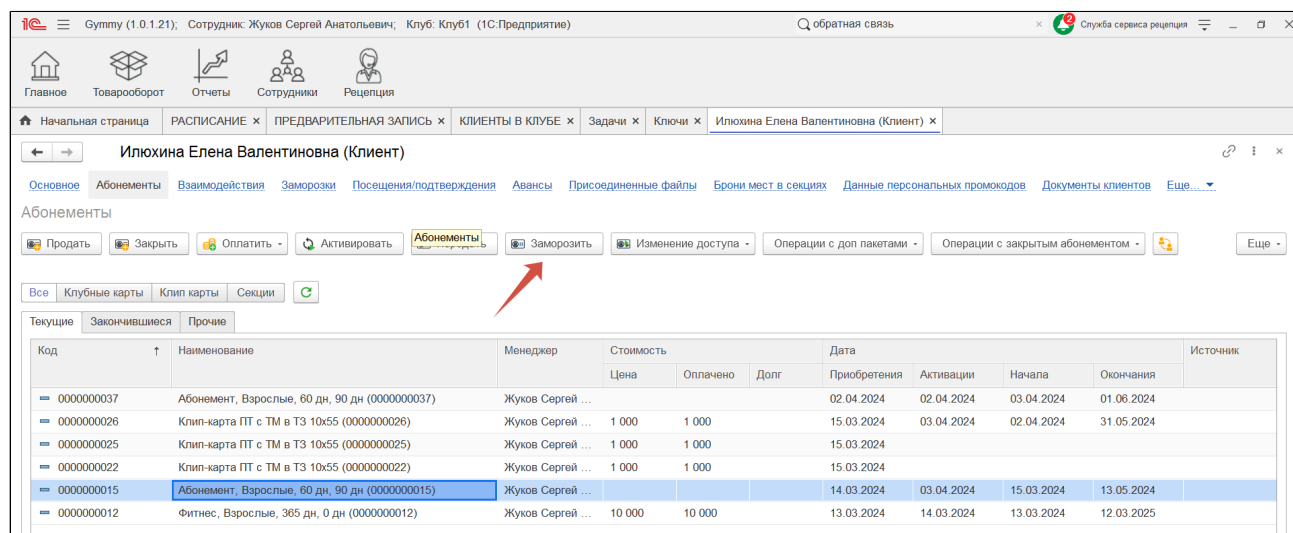 1С Gymmy (1.0.1.21); Сотрудник: Жуков Сергей Анатольевич; Клуб: Клуб1 (1С:Предприятие) обратная связь 2 Служба сервиса рецепция
Главное Товарооборот Отчеты Сотрудники Рецепция
Начальная страница РАСПИСАНИЕ × ПРЕДВАРИТЕЛЬНАЯ ЗАПИСЬ × КЛИЕНТЫ В КЛУБЕ × Задачи × Ключи × Илюхина Елена Валентиновна (Клиент) ×
Илюхина Елена Валентиновна (Клиент)
Основное Абонементы Взаимодействия Заморозки Посещения/подтверждения Авансы Присоединенные файлы Брони мест в секциях Данные персональных промокодов Документы клиентов Еще...
Абонементы
Продать Закрыть Оплатить Активировать Абонементы Заморозить Изменение доступа Операции с доп пакетами Операции с закрытым абонементом Еще
Все Клубные карты Клип карты Секции
Текущие Закончившиеся Прочие
Код ↑ Наименование Менеджер Стоимость Дата Источник
Цена Оплачено Долг Приобретения Активации Начала Окончания
0000000037 Абонемент, Взрослые, 60 дн, 90 дн (0000000037) Жуков Сергей ... 02.04.2024 02.04.2024 03.04.2024 01.06.2024
0000000026 Клип-карта ПТ с ТМ в ТЗ 10x55 (0000000026) Жуков Сергей ... 1 000 1 000 15.03.2024 03.04.2024 02.04.2024 31.05.2024
0000000025 Клип-карта ПТ с ТМ в ТЗ 10x55 (0000000025) Жуков Сергей ... 1 000 1 000 15.03.2024
0000000022 Клип-карта ПТ с ТМ в ТЗ 10x55 (0000000022) Жуков Сергей ... 1 000 1 000 15.03.2024
0000000015 Абонемент, Взрослые, 60 дн, 90 дн (0000000015) Жуков Сергей ... 14.03.2024 03.04.2024 15.03.2024 13.05.2024
0000000012 Фитнес, Взрослые, 365 дн, 0 дн (0000000012) Жуков Сергей ... 10 000 10 000 13.03.2024 14.03.2024 13.03.2024 12.03.2025